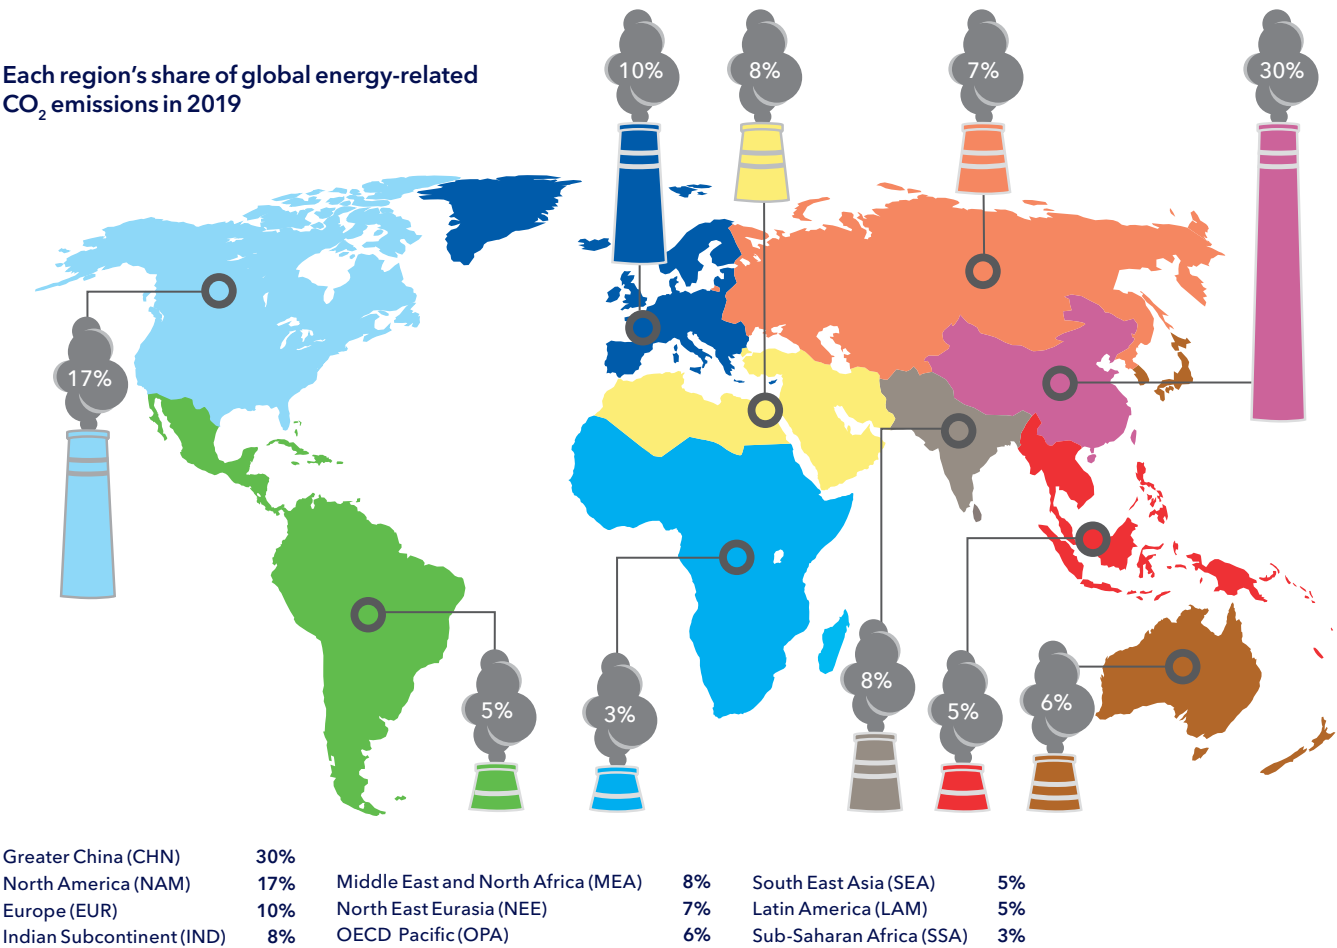 Each region's share of global energy-related
CO2 emissions in 2019
10%
8%
7%
30%
17%
5%
3%
8%
5%
6%
Greater China (CHN) 30%
North America (NAM) 17%
Europe (EUR) 10%
Indian Subcontinent (IND) 8%
Middle East and North Africa (MEA) 8%
North East Eurasia (NEE) 7%
OECD Pacific (OPA) 6%
South East Asia (SEA) 5%
Latin America (LAM) 5%
Sub-Saharan Africa (SSA) 3%